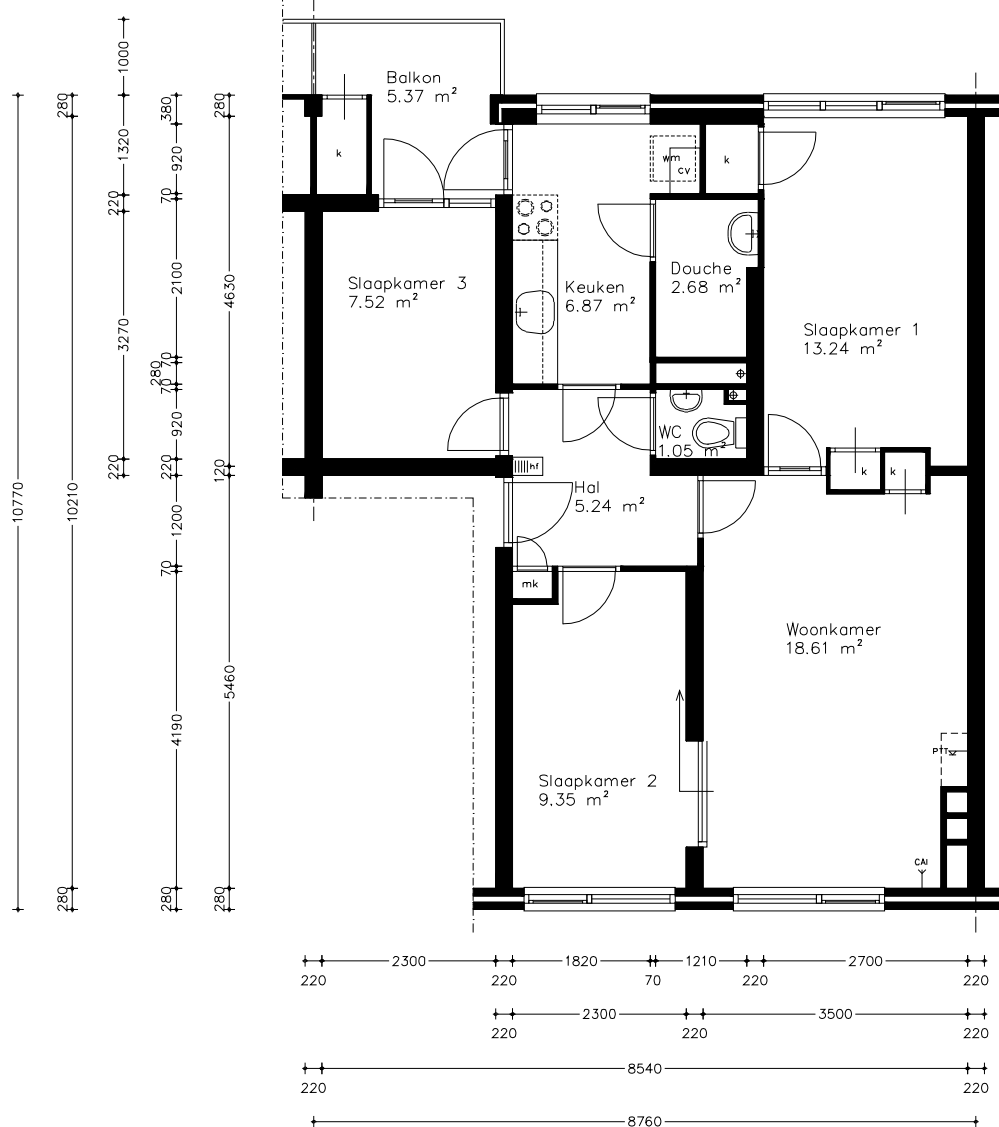 Balkon
5.37 m²
k
wm
cv
k
Slaapkamer 3
7.52 m²
Keuken
6.87 m²
Douche
2.68 m²
Slaapkamer 1
13.24 m²
WC
1.05 m²
hf
Hal
5.24 m²
k
k
mk
Woonkamer
18.61 m²
Slaapkamer 2
9.35 m²
PTT
CAI
10770
280
10210
280
1000
1320
220
3270
220
380
920
70
2100
70
280
70
920
220
1200
70
4190
280
280
4630
120
5460
280
2300
1820
1210
2700
220
220
70
220
220
2300
3500
220
220
220
8540
220
220
8760